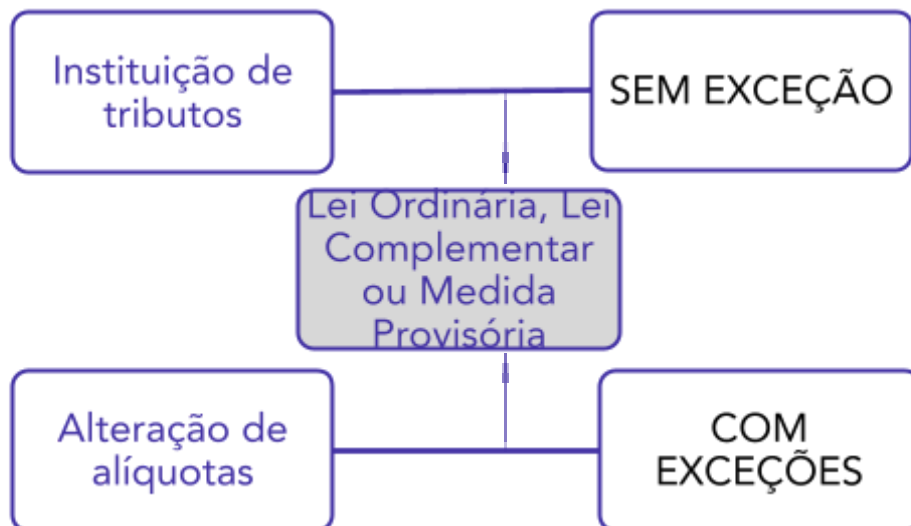 Instituição de
tributos
SEM EXCEÇÃO
Lei Ordinária, Lei
Complementar
ou Medida
Provisória
Alteração de
alíquotas
COM
EXCEÇÕES